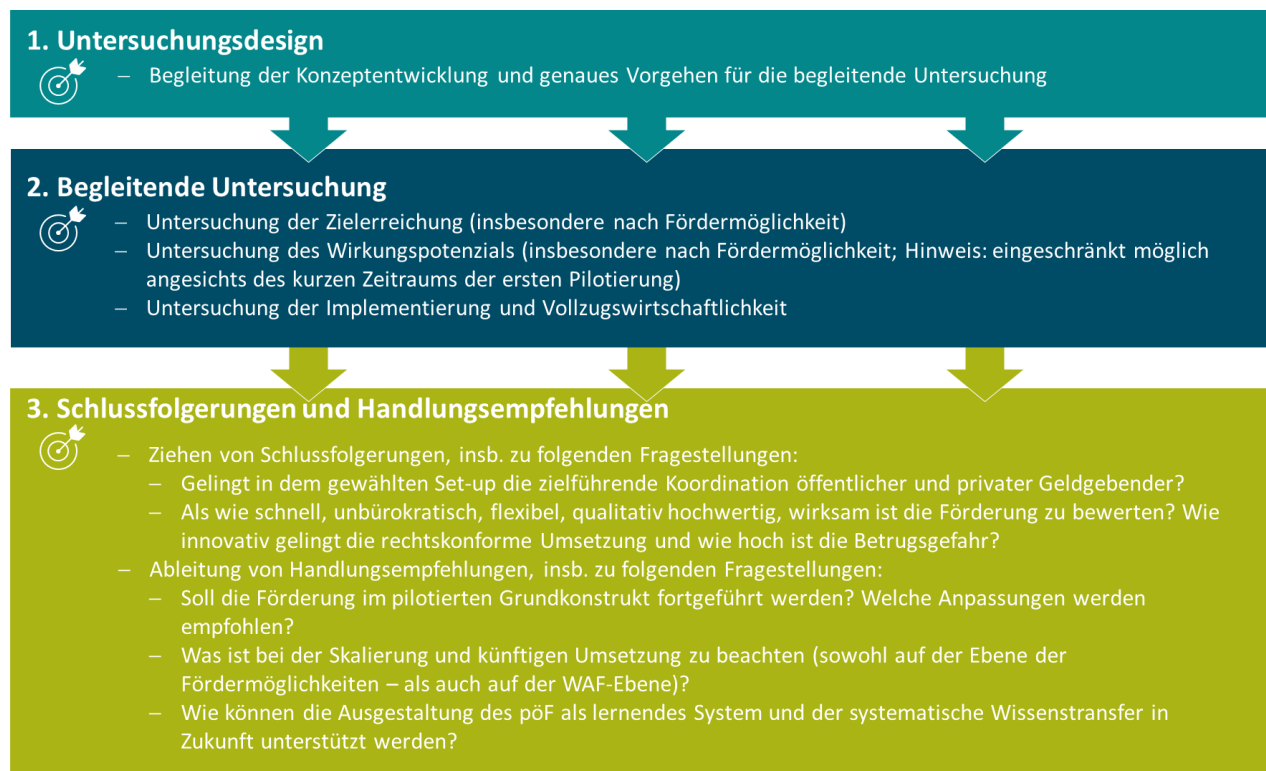 1. Untersuchungsdesign
– Begleitung der Konzeptentwicklung und genaues Vorgehen für die begleitende Untersuchung
2. Begleitende Untersuchung
– Untersuchung der Zielerreichung (insbesondere nach Fördermöglichkeit)
– Untersuchung des Wirkungspotenzials (insbesondere nach Fördermöglichkeit; Hinweis: eingeschränkt möglich
angesichts des kurzen Zeitraums der ersten Pilotierung)
– Untersuchung der Implementierung und Vollzugswirtschaftlichkeit
3. Schlussfolgerungen und Handlungsempfehlungen
– Ziehen von Schlussfolgerungen, insb. zu folgenden Fragestellungen:
– Gelingt in dem gewählten Set-up die zielführende Koordination öffentlicher und privater Geldgebender?
– Als wie schnell, unbürokratisch, flexibel, qualitativ hochwertig, wirksam ist die Förderung zu bewerten? Wie
innovativ gelingt die rechtskonforme Umsetzung und wie hoch ist die Betrugsgefahr?
– Ableitung von Handlungsempfehlungen, insb. zu folgenden Fragestellungen:
– Soll die Förderung im pilotierten Grundkonstrukt fortgeführt werden? Welche Anpassungen werden
empfohlen?
– Was ist bei der Skalierung und künftigen Umsetzung zu beachten (sowohl auf der Ebene der
Fördermöglichkeiten – als auch auf der WAF-Ebene)?
– Wie können die Ausgestaltung des pöF als lernendes System und der systematische Wissenstransfer in
Zukunft unterstützt werden?